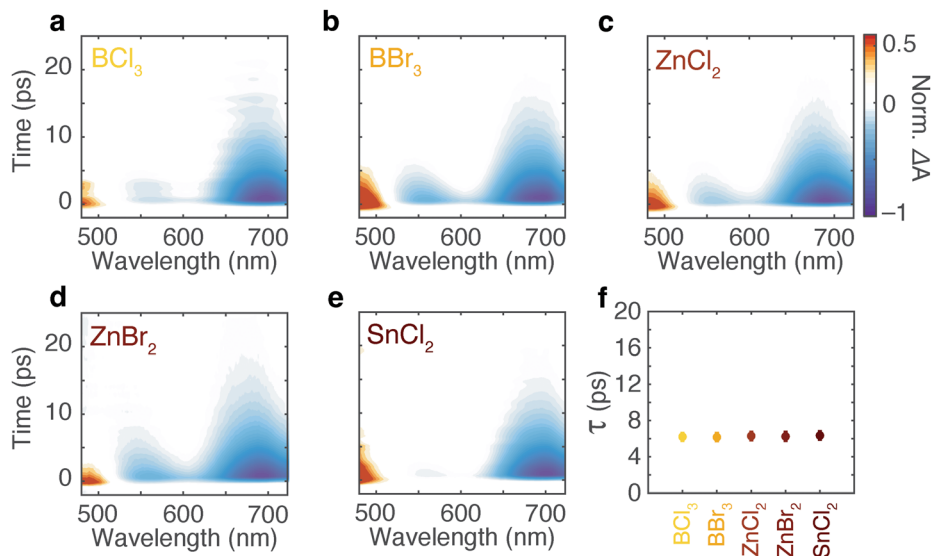 a
BCl₃
Time (ps)
20
10
0
500 600 700
Wavelength (nm)
b
BBr₃
500 600 700
Wavelength (nm)
c
ZnCl₂
500 600 700
Wavelength (nm)
0.5
0
−1
Norm. ΔA
d
ZnBr₂
Time (ps)
20
10
0
500 600 700
Wavelength (nm)
e
SnCl₂
500 600 700
Wavelength (nm)
f
τ (ps)
20
16
12
8
4
0
BCl₃
BBr₃
ZnCl₂
ZnBr₂
SnCl₂